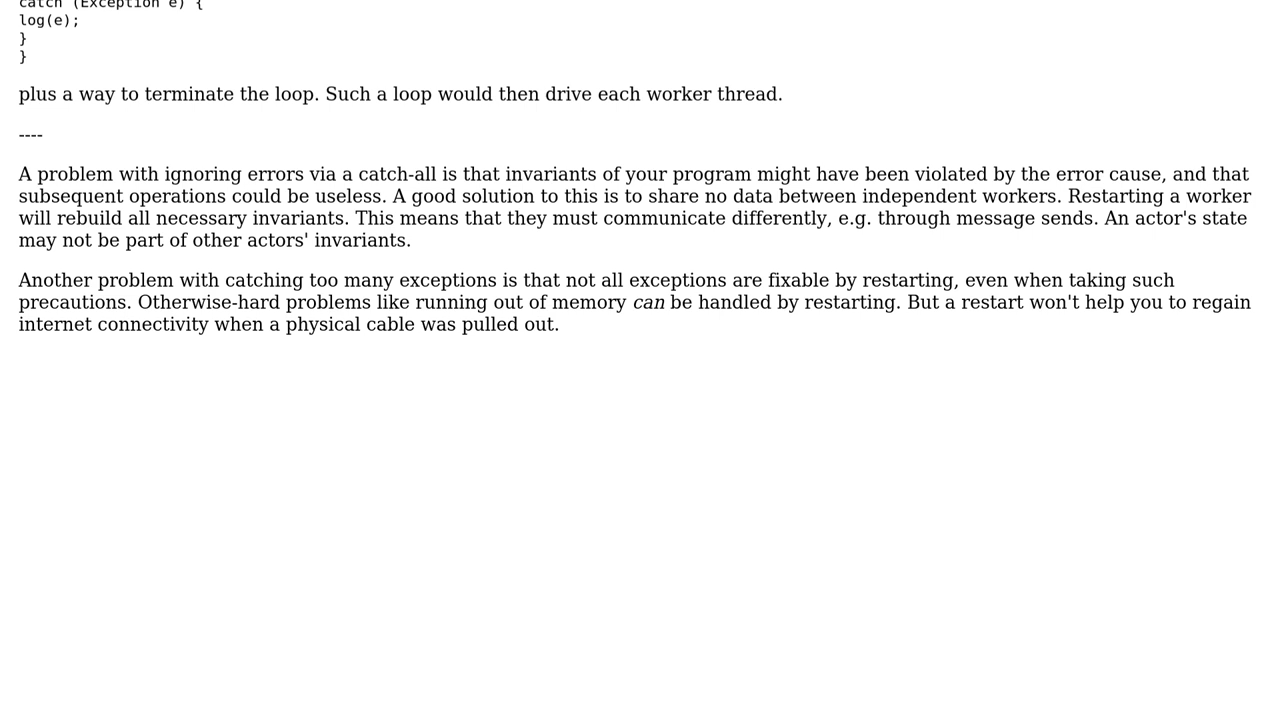 catch (Exception e) {
log(e);
}
}
plus a way to terminate the loop. Such a loop would then drive each worker thread.
----
A problem with ignoring errors via a catch-all is that invariants of your program might have been violated by the error cause, and that
subsequent operations could be useless. A good solution to this is to share no data between independent workers. Restarting a worker
will rebuild all necessary invariants. This means that they must communicate differently, e.g. through message sends. An actor's state
may not be part of other actors' invariants.
Another problem with catching too many exceptions is that not all exceptions are fixable by restarting, even when taking such
precautions. Otherwise-hard problems like running out of memory can be handled by restarting. But a restart won't help you to regain
internet connectivity when a physical cable was pulled out.